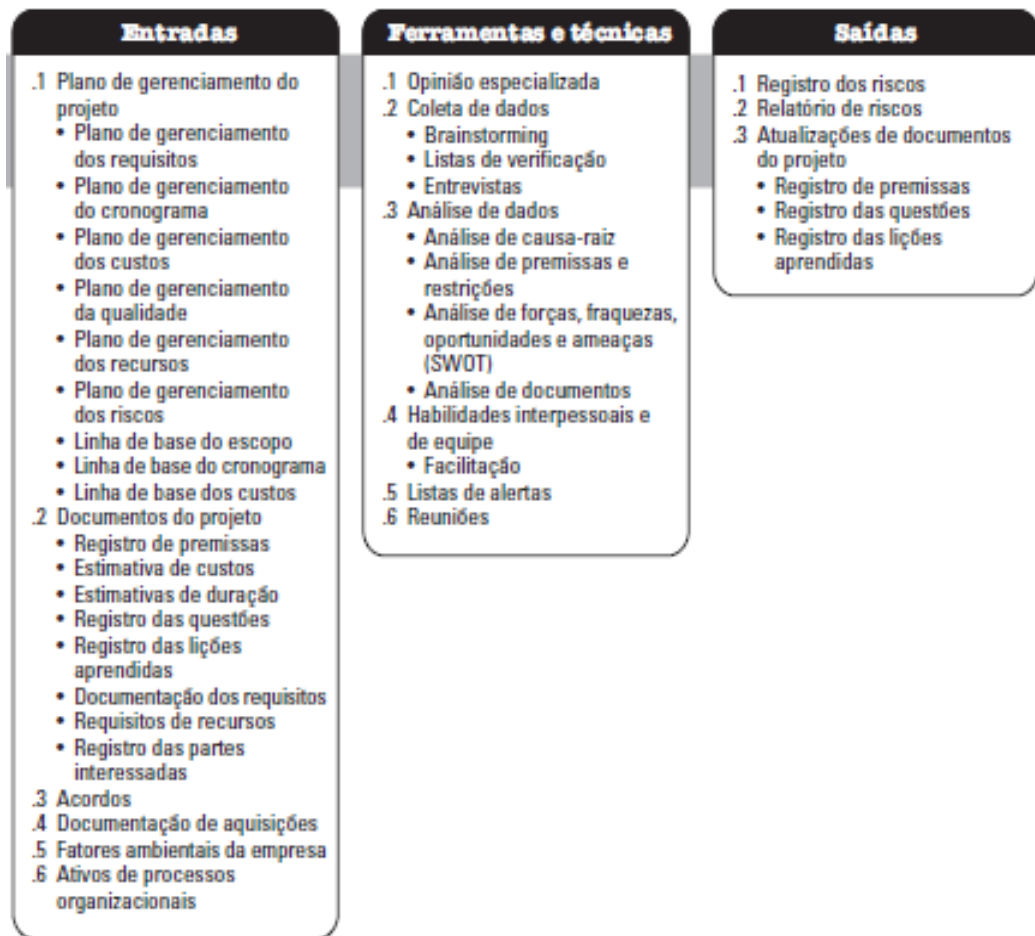 Entradas
.1 Plano de gerenciamento do
projeto
• Plano de gerenciamento
dos requisitos
• Plano de gerenciamento
do cronograma
• Plano de gerenciamento
dos custos
• Plano de gerenciamento
da qualidade
• Plano de gerenciamento
dos recursos
• Plano de gerenciamento
dos riscos
• Linha de base do escopo
• Linha de base do cronograma
• Linha de base dos custos
.2 Documentos do projeto
• Registro de premissas
• Estimativa de custos
• Estimativas de duração
• Registro das questões
• Registro das lições
aprendidas
• Documentação dos requisitos
• Requisitos de recursos
• Registro das partes
interessadas
.3 Acordos
.4 Documentação de aquisições
.5 Fatores ambientais da empresa
.6 Ativos de processos
organizacionais
Ferramentas e técnicas
.1 Opinião especializada
.2 Coleta de dados
• Brainstorming
• Listas de verificação
• Entrevistas
.3 Análise de dados
• Análise de causa-raiz
• Análise de premissas e
restrições
• Análise de forças, fraquezas,
oportunidades e ameaças
(SWOT)
• Análise de documentos
.4 Habilidades interpessoais e
de equipe
• Facilitação
.5 Listas de alertas
.6 Reuniões
Saídas
.1 Registro dos riscos
.2 Relatório de riscos
.3 Atualizações de documentos
do projeto
• Registro de premissas
• Registro das questões
• Registro das lições
aprendidas